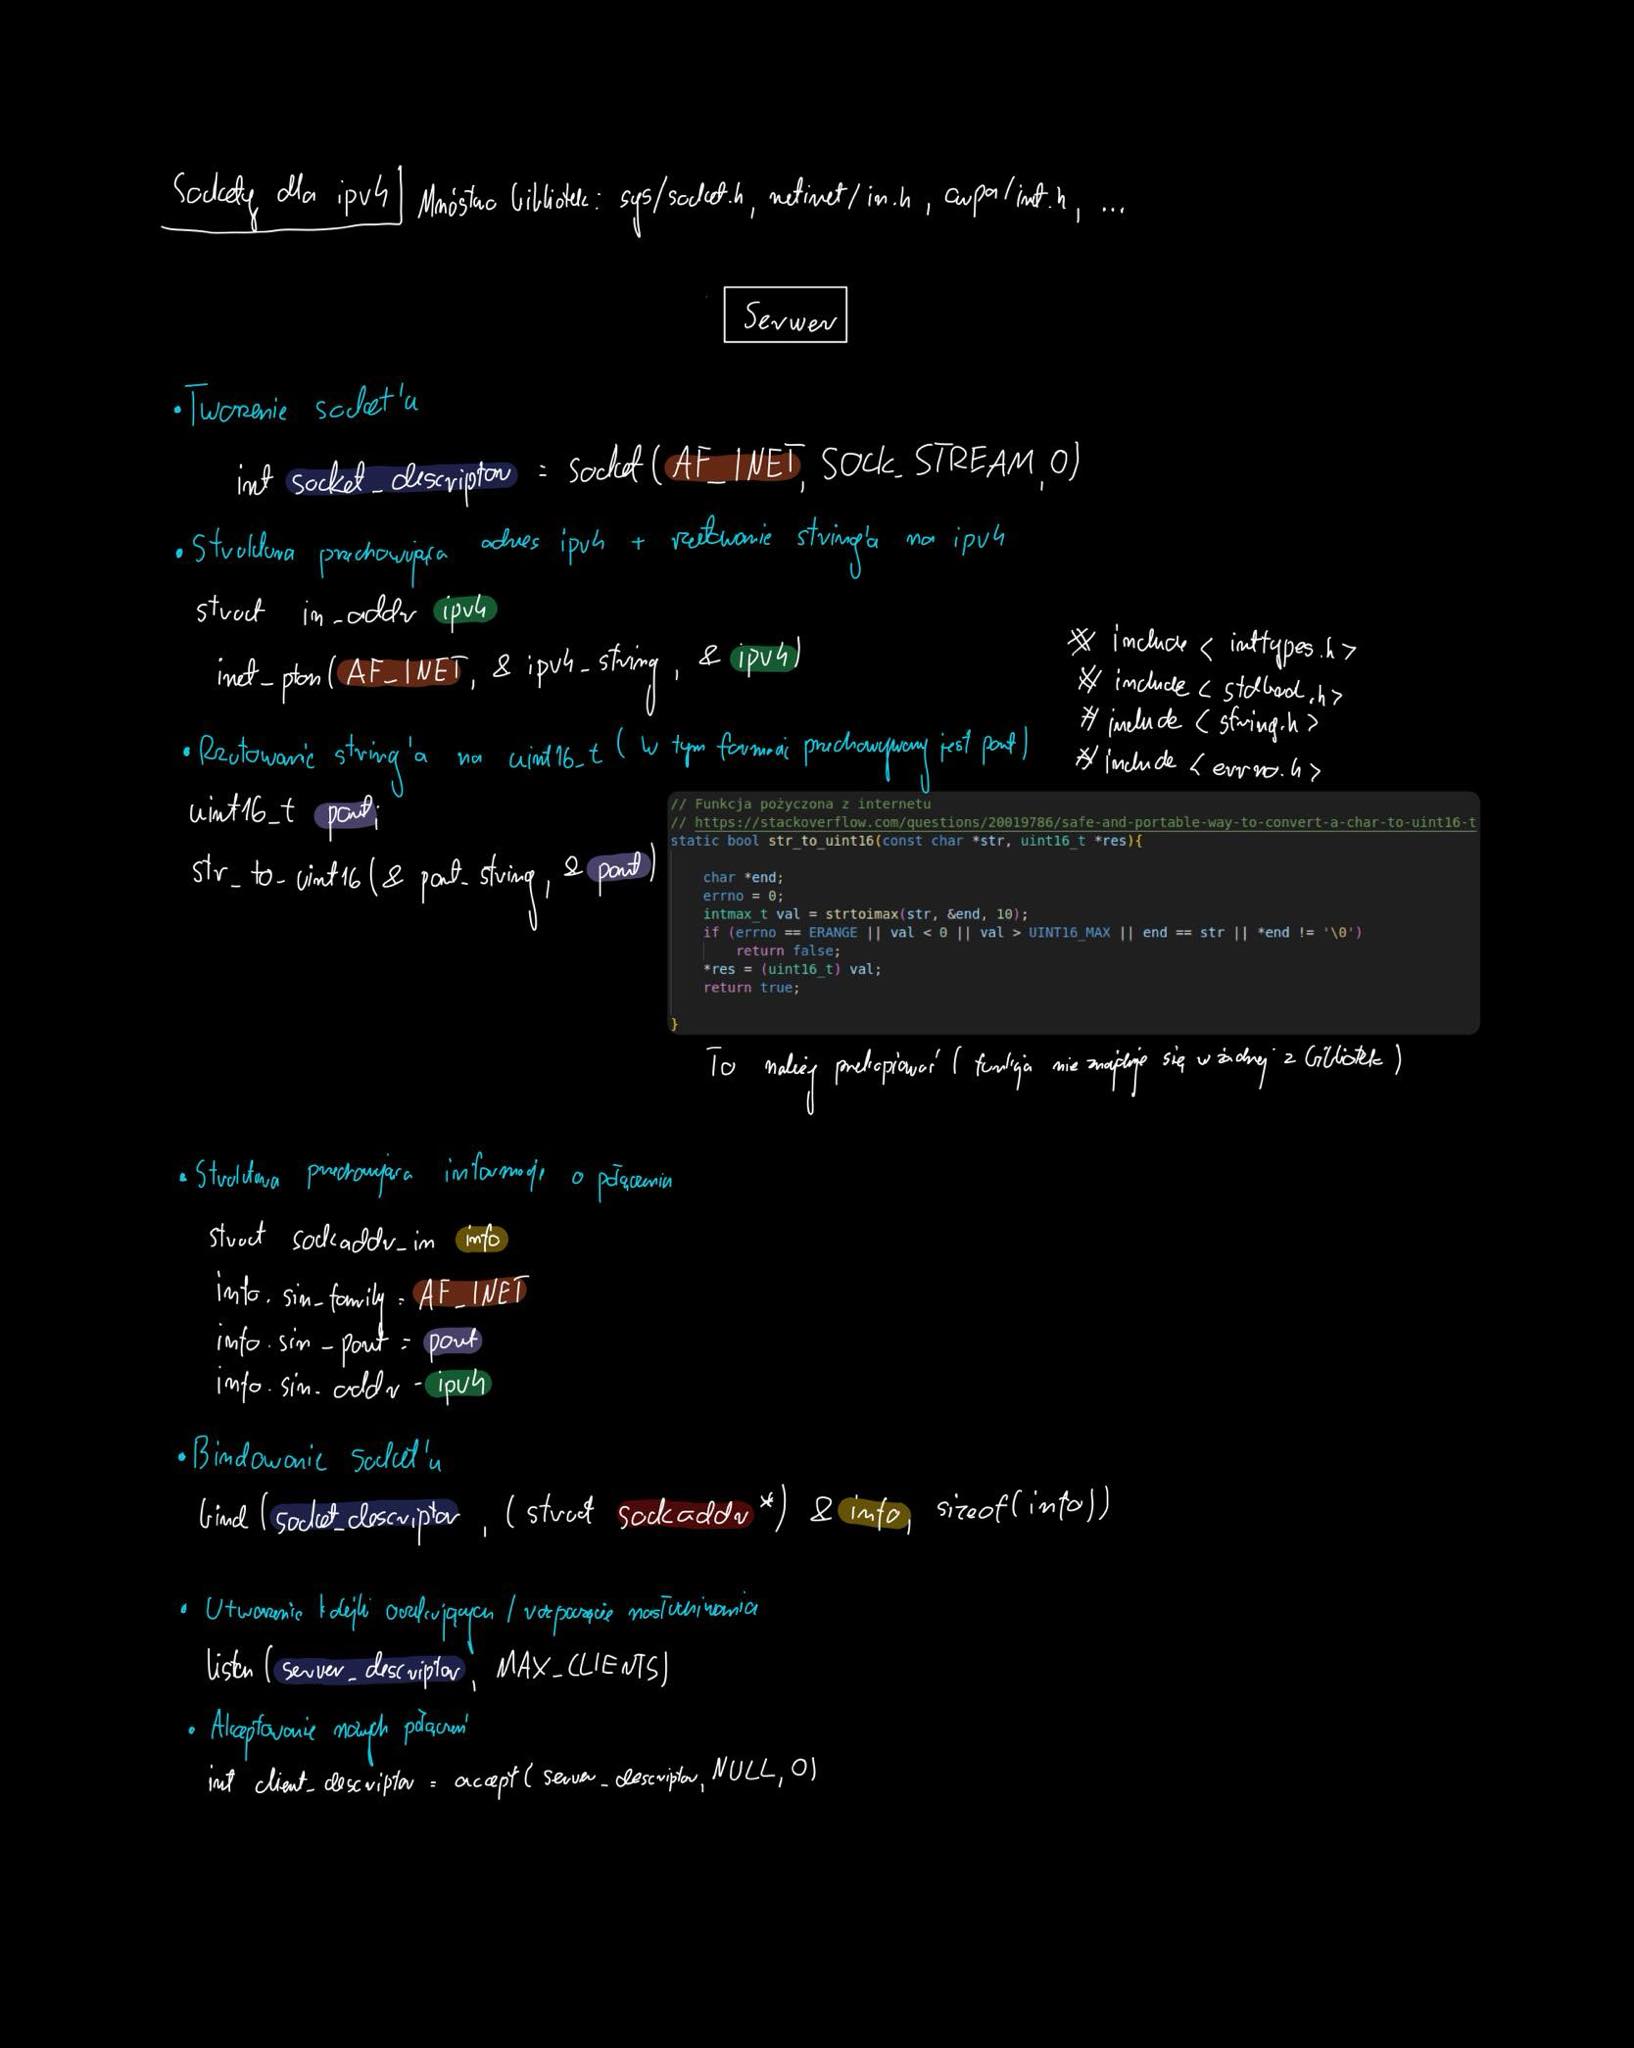 Sockety dla ipv4 Mnóstwo bibliotek: sys/socket.h, netinet/in.h, arpa/inet.h, ...
Serwer
• Tworzenie socket'u
int socket_descriptor = socket(AF_INET, SOCK_STREAM, 0)
• Struktura przechowująca adres ipv4 + rzutowanie string'a na ipv4
struct in_addr ipv4
inet_pton(AF_INET, & ipv4_string, & ipv4)
# include < inttypes.h>
# include < stdbool.h>
# include < string.h>
# include < errno.h>
• Rzutowanie string'a na uint16_t ( w tym formacie przechowywany jest port)
uint16_t port;
str_to_uint16(& port_string, & port)
// Funkcja pożyczona z internetu
// https://stackoverflow.com/questions/20019786/safe-and-portable-way-to-convert-a-char-to-uint16-t
static bool str_to_uint16(const char *str, uint16_t *res){
char *end;
errno = 0;
intmax_t val = strtoimax(str, &end, 10);
if (errno == ERANGE || val < 0 || val > UINT16_MAX || end == str || *end != '\0')
return false;
*res = (uint16_t) val;
return true;
}
To należy przekopiować ( funkcja nie znajduje się w żadnej z bibliotek )
• Struktura przechowująca informacje o połączeniu
struct sockaddr_in info
info. sin_family = AF_INET
info.sin_port = port
info.sin. addr = ipv4
• Bindowanie socket'u
bind (socket_descriptor, (struct sockaddr *) & info, sizeof(info))
• Utworzenie kolejki oczekujących / rozpoczęcie nasłuchiwania
listen (server_descriptor, MAX_CLIENTS)
• Akceptowanie nowych połączeń
int client_descriptor = accept( server_descriptor, NULL, 0)